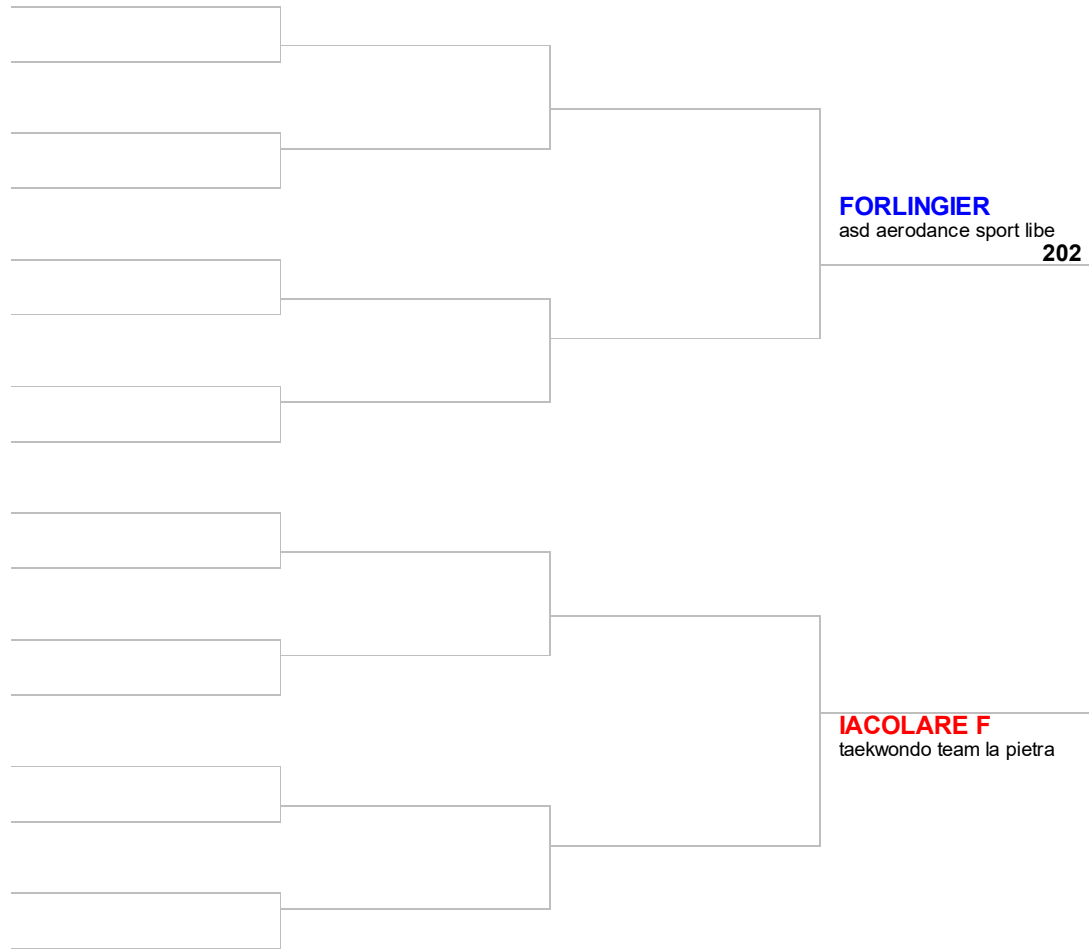 FORLINGIER
asd aerodance sport libe
202
IACOLARE F
taekwondo team la pietra